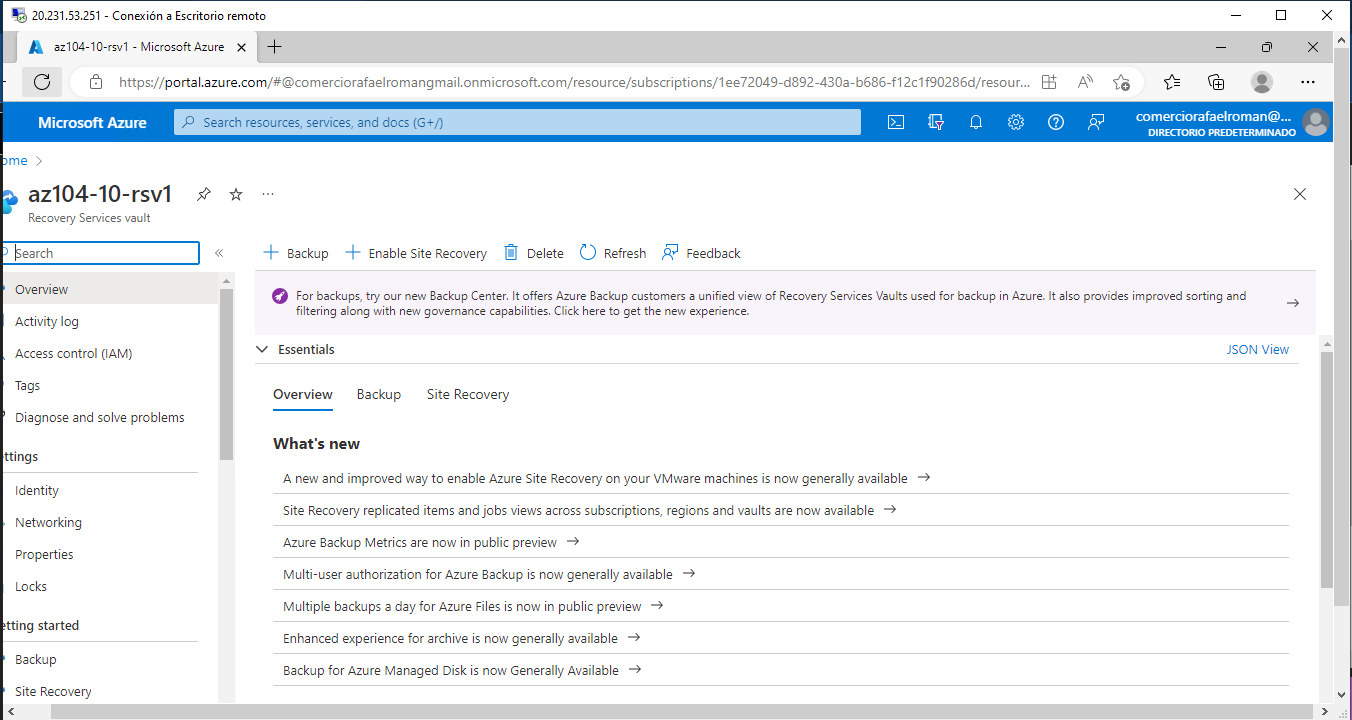 20.231.53.251 - Conexión a Escritorio remoto
az104-10-rsv1 - Microsoft Azure
https://portal.azure.com/#@comerciorafaelromangmail.onmicrosoft.com/resource/subscriptions/1ee72049-d892-430a-b686-f12c1f90286d/resour...
Microsoft Azure
Search resources, services, and docs (G+/)
comerciorafaelroman@...
DIRECTORIO PREDETERMINADO
ome
az104-10-rsv1
Recovery Services vault
Search
Backup
Enable Site Recovery
Delete
Refresh
Feedback
Overview
Activity log
Access control (IAM)
Tags
Diagnose and solve problems
ttings
Identity
Networking
Properties
Locks
etting started
Backup
Site Recovery
For backups, try our new Backup Center. It offers Azure Backup customers a unified view of Recovery Services Vaults used for backup in Azure. It also provides improved sorting and
filtering along with new governance capabilities. Click here to get the new experience.
Essentials
JSON View
Overview
Backup
Site Recovery
What's new
A new and improved way to enable Azure Site Recovery on your VMware machines is now generally available
Site Recovery replicated items and jobs views across subscriptions, regions and vaults are now available
Azure Backup Metrics are now in public preview
Multi-user authorization for Azure Backup is now generally available
Multiple backups a day for Azure Files is now in public preview
Enhanced experience for archive is now generally available
Backup for Azure Managed Disk is now Generally Available